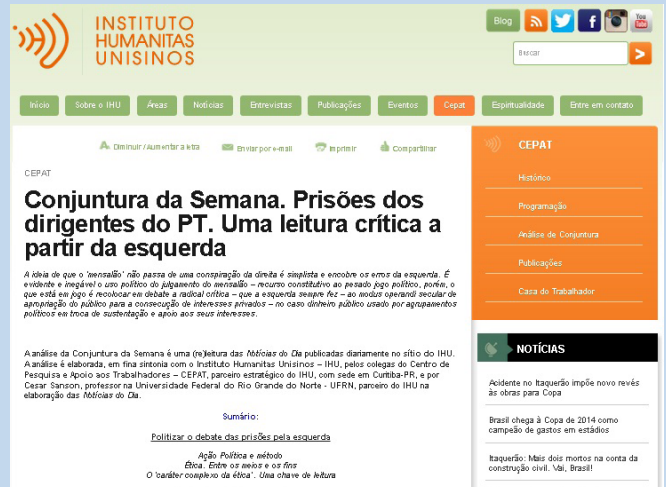 INSTITUTO
HUMANITAS
UNISINOS
Blog
You
Tube
Buscar
Início
Sobre o IHU
Áreas
Notícias
Entrevistas
Publicações
Eventos
Cepat
Espiritualidade
Entre em contato
Diminuir / Aumentar a letra
Enviar por e-mail
Imprimir
Compartilhar
CEPAT
Conjuntura da Semana. Prisões dos
dirigentes do PT. Uma leitura crítica a
partir da esquerda
A ideia de que o 'mensalão' não passa de uma conspiração da direita é simplista e encobre os erros da esquerda. É
evidente e inegável o uso político do julgamento do mensalão – recurso constitutivo ao pesado jogo político, porém, o
que está em jogo é recolocar em debate a radical crítica – que a esquerda sempre fez – ao modus operandi secular de
apropriação do público para a consecução de interesses privados – no caso dinheiro público usado por agrupamentos
políticos em troca de sustentação e apoio aos seus interesses.
A análise da Conjuntura da Semana é uma (re)leitura das Notícias do Dia publicadas diariamente no sítio do IHU.
A análise é elaborada, em fina sintonia com o Instituto Humanitas Unisinos – IHU, pelos colegas do Centro de
Pesquisa e Apoio aos Trabalhadores – CEPAT, parceiro estratégico do IHU, com sede em Curitiba-PR, e por
Cesar Sanson, professor na Universidade Federal do Rio Grande do Norte - UFRN, parceiro do IHU na
elaboração das Notícias do Dia.
Sumário:
Politizar o debate das prisões pela esquerda
Ação Política e método
Ética. Entre os meios e os fins
O 'caráter complexo da ética'. Uma chave de leitura
CEPAT
Histórico
Programação
Análise de Conjuntura
Publicações
Casa do Trabalhador
NOTÍCIAS
Acidente no Itaquerão impõe novo revés
às obras para Copa
Brasil chega à Copa de 2014 como
campeão de gastos em estádios
Itaquerão: Mais dois mortos na conta da
construção civil. Vai, Brasil!